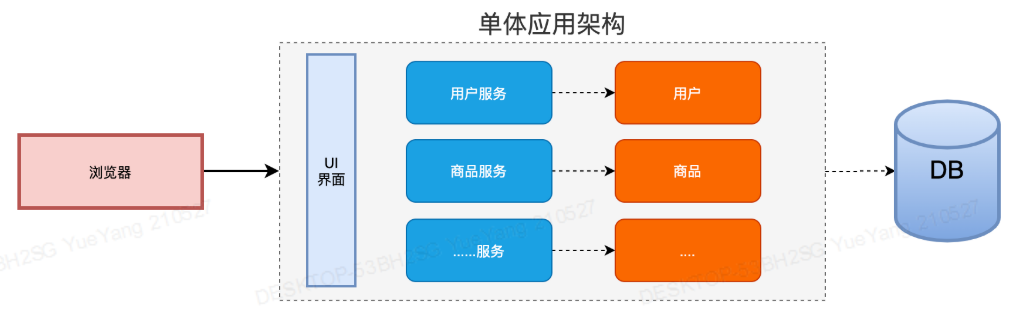 单体应用架构
浏览器
UI
界面
用户服务
用户
商品服务
商品
......服务
....
DB
BH2SG YueYang 210527
DESKTOP-53BH2SG YueYang 210527
DESKTOP-53BH2SG YueYang 210527